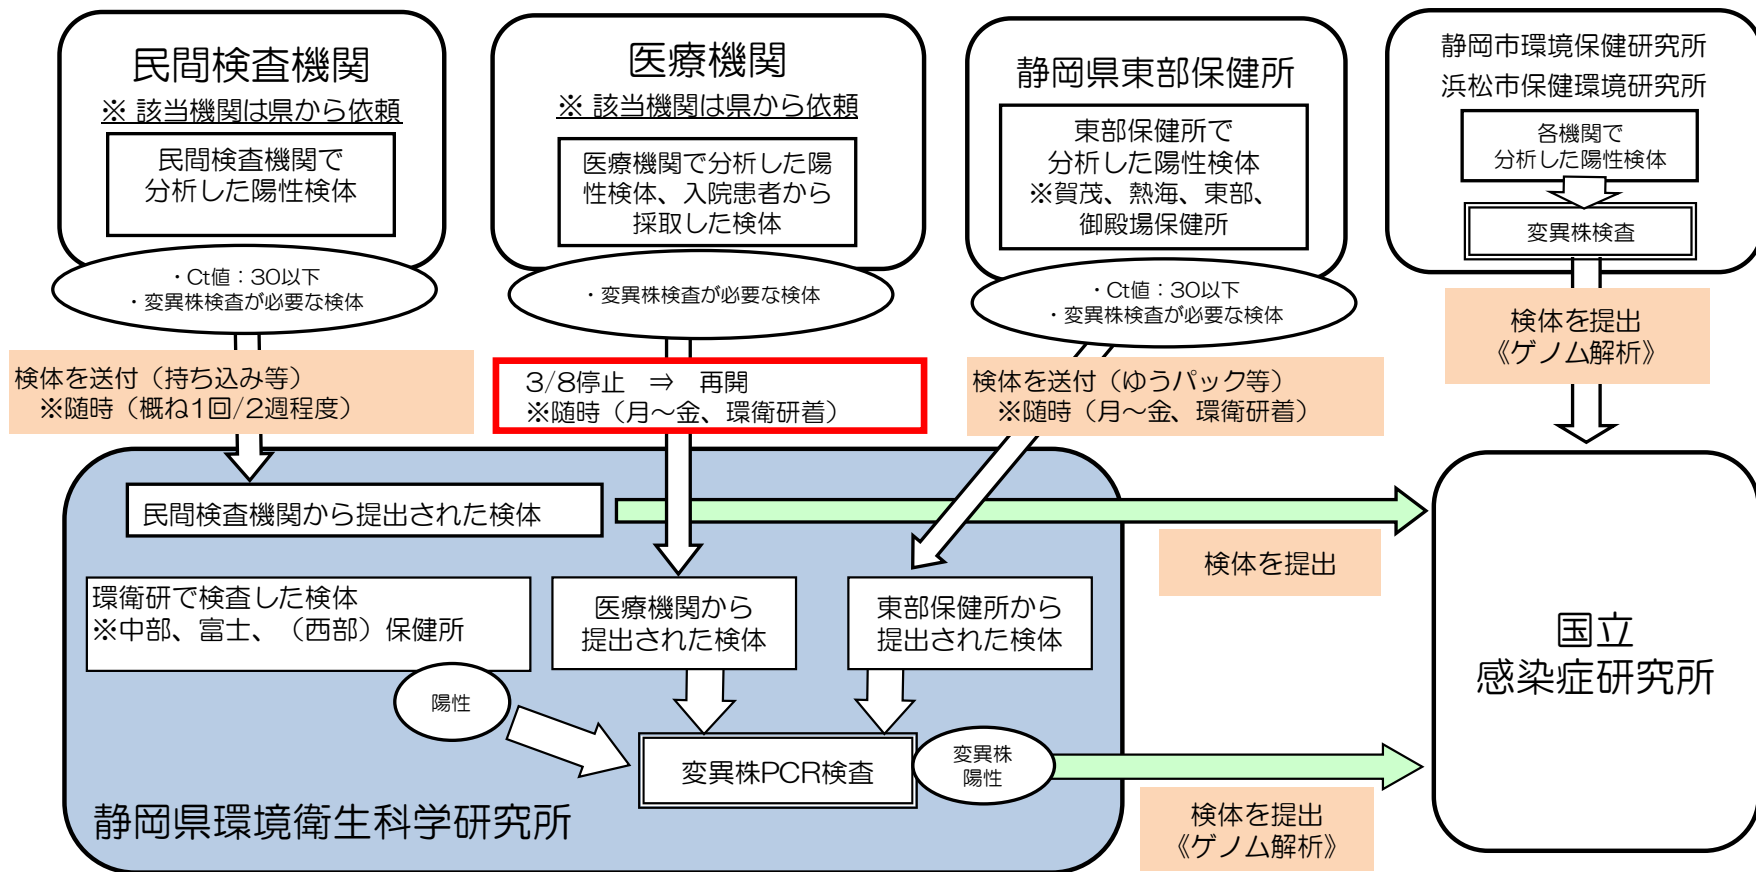 民間検査機関
※ 該当機関は県から依頼
民間検査機関で
分析した陽性検体
・Ct値：30以下
・変異株検査が必要な検体
検体を送付（持ち込み等）
※随時（概ね1回/2週程度）
医療機関
※ 該当機関は県から依頼
医療機関で分析した陽
性検体、入院患者から
採取した検体
・変異株検査が必要な検体
3/8停止　⇒　再開
※随時（月～金、環衛研着）
静岡県東部保健所
東部保健所で
分析した陽性検体
※賀茂、熱海、東部、
御殿場保健所
・Ct値：30以下
・変異株検査が必要な検体
検体を送付（ゆうパック等）
※随時（月～金、環衛研着）
静岡市環境保健研究所
浜松市保健環境研究所
各機関で
分析した陽性検体
変異株検査
検体を提出
《ゲノム解析》
民間検査機関から提出された検体
検体を提出
環衛研で検査した検体
※中部、富士、（西部）保健所
陽性
医療機関から
提出された検体
東部保健所から
提出された検体
変異株PCR検査
変異株
陽性
検体を提出
《ゲノム解析》
静岡県環境衛生科学研究所
国立
感染症研究所